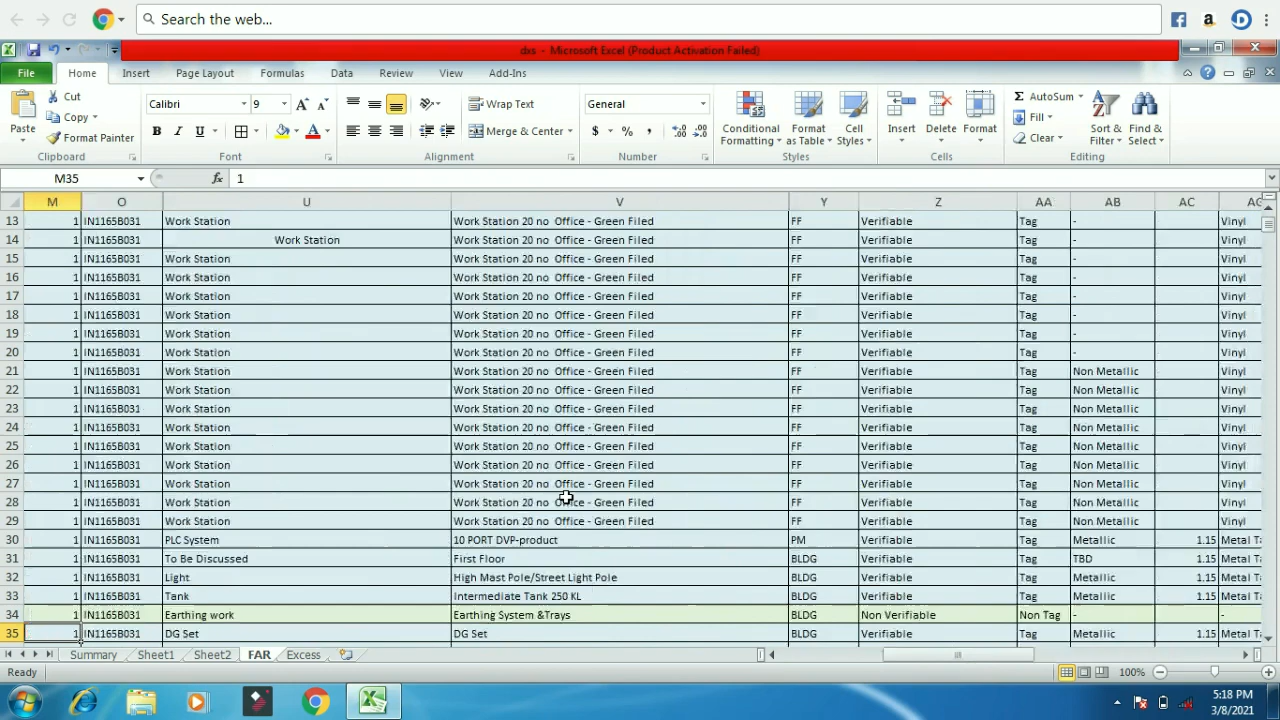 Search the web...
dxs - Microsoft Excel (Product Activation Failed)
File Home Insert Page Layout Formulas Data Review View Add-Ins
Paste Cut Copy Format Painter Clipboard
Calibri 9 B I U A Font
Wrap Text Merge & Center Alignment
General $ % , Number
Conditional Formatting Format as Table Cell Styles Styles
Insert Delete Format Cells
AutoSum Fill Clear Sort & Filter Find & Select Editing
M35 fx 1
M O U V Y Z AA AB AC AG
13 1 IN1165B031 Work Station Work Station 20 no Office - Green Filed FF Verifiable Tag - Vinyl
14 1 IN1165B031 Work Station Work Station 20 no Office - Green Filed FF Verifiable Tag - Vinyl
15 1 IN1165B031 Work Station Work Station 20 no Office - Green Filed FF Verifiable Tag - Vinyl
16 1 IN1165B031 Work Station Work Station 20 no Office - Green Filed FF Verifiable Tag - Vinyl
17 1 IN1165B031 Work Station Work Station 20 no Office - Green Filed FF Verifiable Tag - Vinyl
18 1 IN1165B031 Work Station Work Station 20 no Office - Green Filed FF Verifiable Tag - Vinyl
19 1 IN1165B031 Work Station Work Station 20 no Office - Green Filed FF Verifiable Tag - Vinyl
20 1 IN1165B031 Work Station Work Station 20 no Office - Green Filed FF Verifiable Tag - Vinyl
21 1 IN1165B031 Work Station Work Station 20 no Office - Green Filed FF Verifiable Tag Non Metallic Vinyl
22 1 IN1165B031 Work Station Work Station 20 no Office - Green Filed FF Verifiable Tag Non Metallic Vinyl
23 1 IN1165B031 Work Station Work Station 20 no Office - Green Filed FF Verifiable Tag Non Metallic Vinyl
24 1 IN1165B031 Work Station Work Station 20 no Office - Green Filed FF Verifiable Tag Non Metallic Vinyl
25 1 IN1165B031 Work Station Work Station 20 no Office - Green Filed FF Verifiable Tag Non Metallic Vinyl
26 1 IN1165B031 Work Station Work Station 20 no Office - Green Filed FF Verifiable Tag Non Metallic Vinyl
27 1 IN1165B031 Work Station Work Station 20 no Office - Green Filed FF Verifiable Tag Non Metallic Vinyl
28 1 IN1165B031 Work Station Work Station 20 no Office - Green Filed FF Verifiable Tag Non Metallic Vinyl
29 1 IN1165B031 Work Station Work Station 20 no Office - Green Filed FF Verifiable Tag Non Metallic Vinyl
30 1 IN1165B031 PLC System 10 PORT DVP-product PM Verifiable Tag Metallic 1.15 Metal Ta
31 1 IN1165B031 To Be Discussed First Floor BLDG Verifiable Tag TBD 1.15 Metal Ta
32 1 IN1165B031 Light High Mast Pole/Street Light Pole BLDG Verifiable Tag Metallic 1.15 Metal Ta
33 1 IN1165B031 Tank Intermediate Tank 250 KL BLDG Verifiable Tag Metallic 1.15 Metal Ta
34 1 IN1165B031 Earthing work Earthing System &Trays BLDG Non Verifiable Non Tag - -
35 1 IN1165B031 DG Set DG Set BLDG Verifiable Tag Metallic 1.15 Metal Ta
Summary Sheet1 Sheet2 FAR Excess
Ready 100%
5:18 PM
3/8/2021